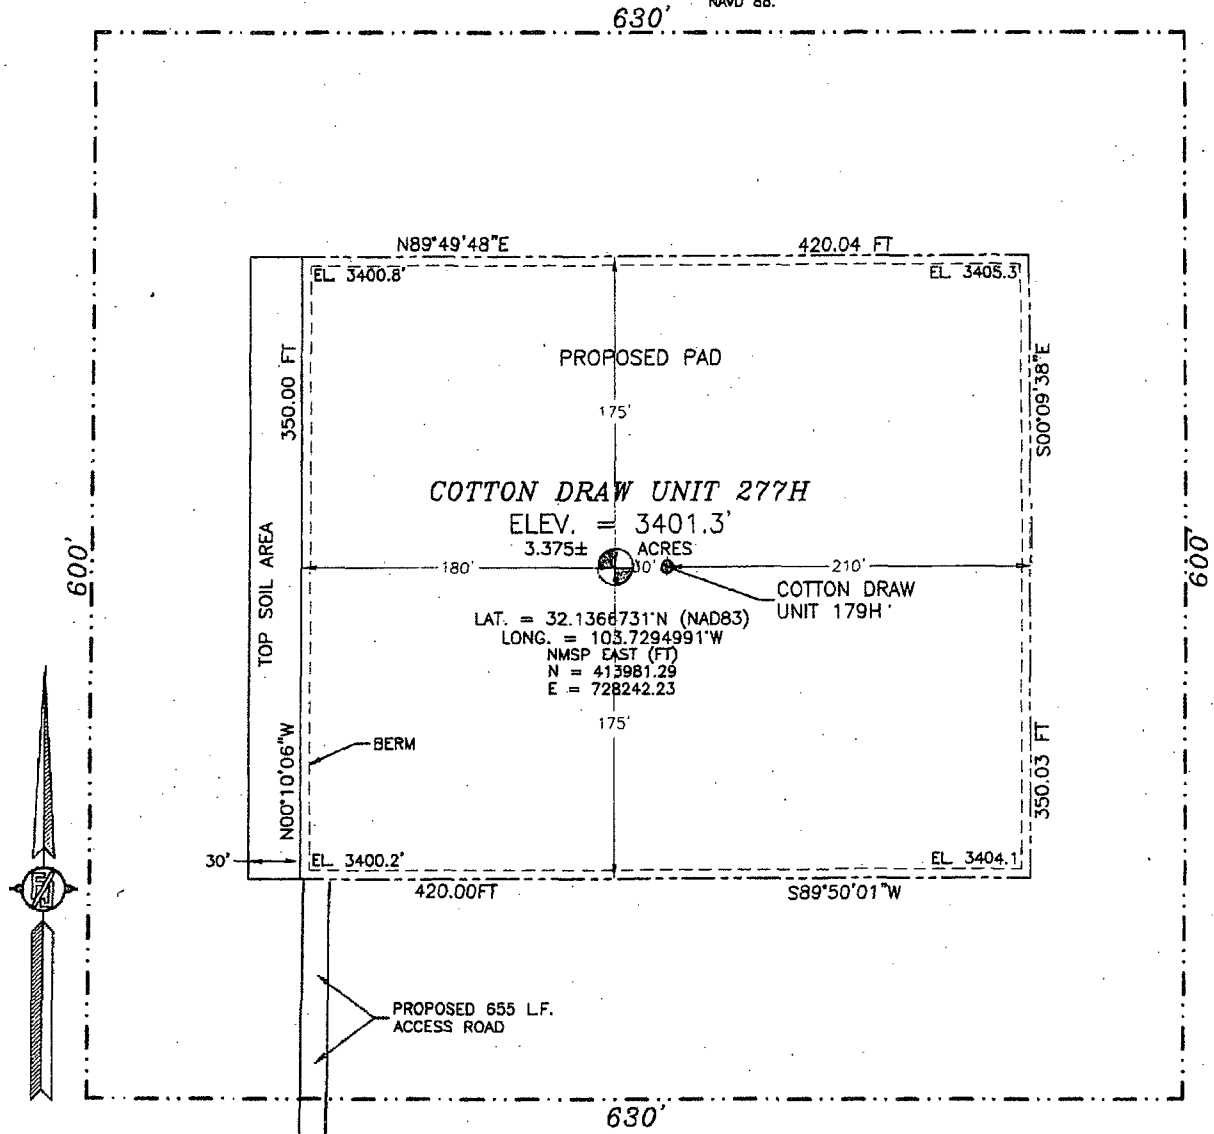 NAVD 88.
630'
N89°49'48"E
420.04 FT
EL. 3400.8'
EL. 3405.3'
PROPOSED PAD
350.00 FT
S00°09'38"E
175'
COTTON DRAW UNIT 277H
ELEV. = 3401.3'
3.375± ACRES
180'
210'
COTTON DRAW
UNIT 179H
600'
600'
TOP SOIL AREA
LAT. = 32.1366731°N (NAD83)
LONG. = 103.7294991°W
NMSP EAST (FT)
N = 413981.29
E = 728242.23
175'
BERM
N00°10'06"W
350.03 FT
30'
EL. 3400.2'
EL. 3404.1'
420.00FT
S89°50'01"W
PROPOSED 655 L.F.
ACCESS ROAD
630'